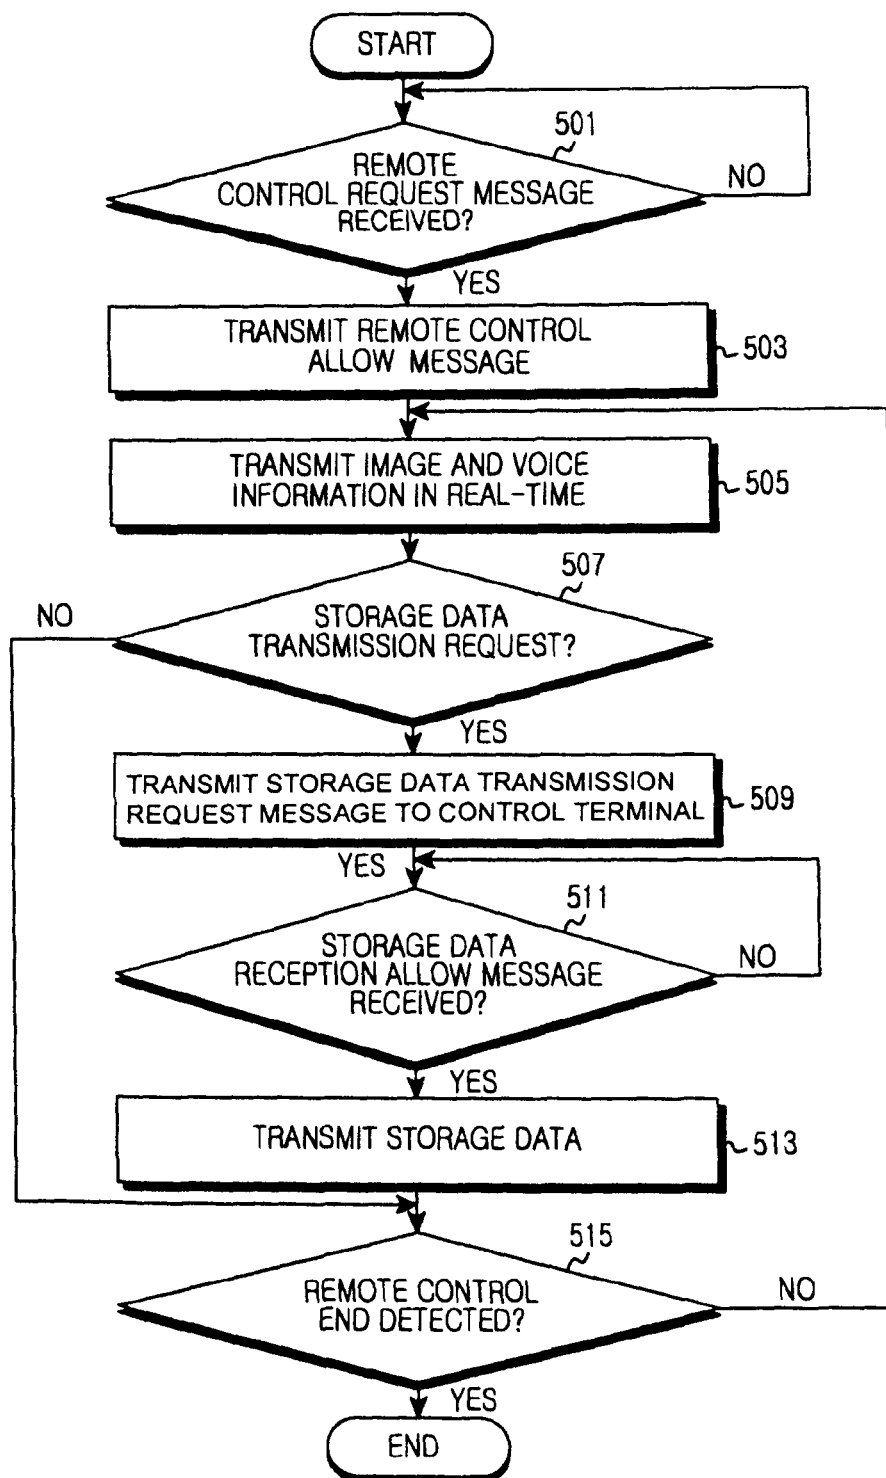 START
501
REMOTE
CONTROL REQUEST MESSAGE
RECEIVED?
NO
YES
TRANSMIT REMOTE CONTROL
ALLOW MESSAGE
503
TRANSMIT IMAGE AND VOICE
INFORMATION IN REAL-TIME
505
507
NO
STORAGE DATA
TRANSMISSION REQUEST?
YES
TRANSMIT STORAGE DATA TRANSMISSION
REQUEST MESSAGE TO CONTROL TERMINAL
509
YES
511
STORAGE DATA
RECEPTION ALLOW MESSAGE
RECEIVED?
NO
YES
TRANSMIT STORAGE DATA
513
515
REMOTE CONTROL
END DETECTED?
NO
YES
END